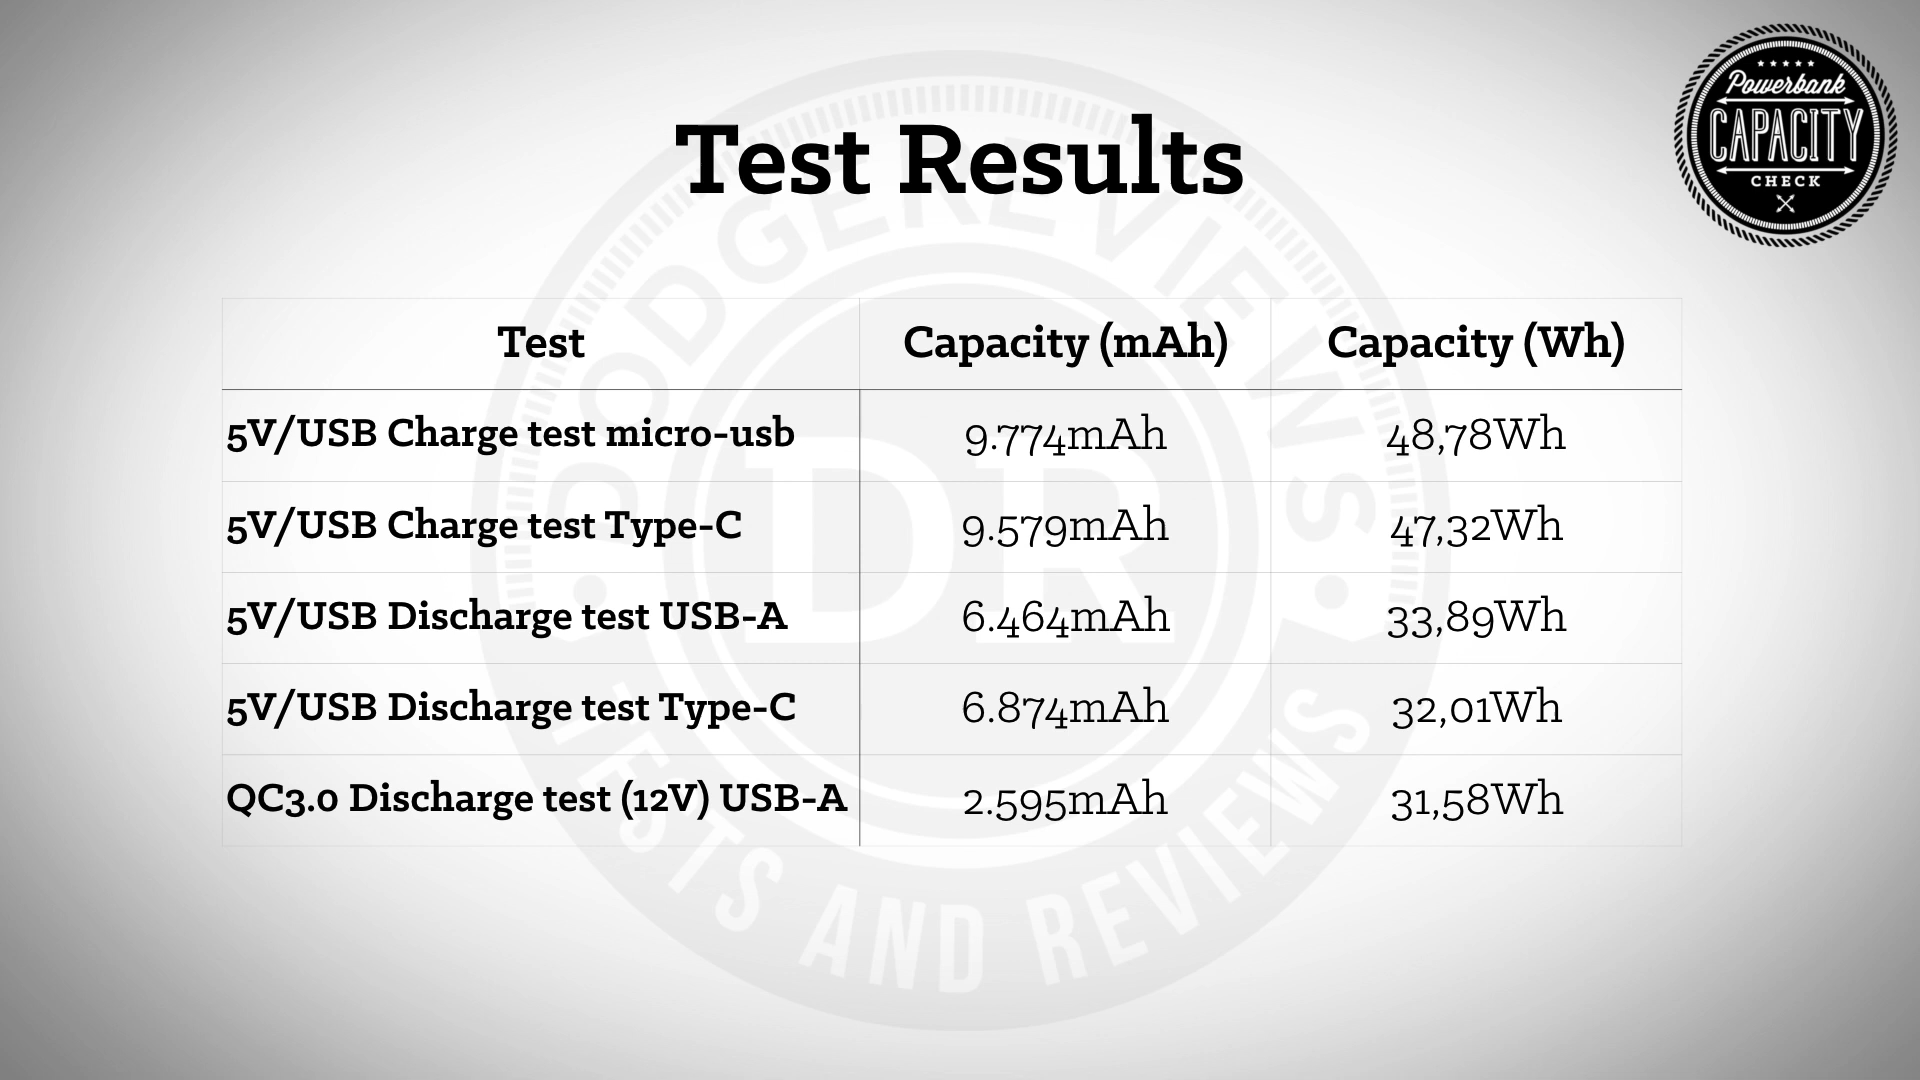 Powerbank
CAPACITY
CHECK
Test Results
Test Capacity (mAh) Capacity (Wh)
5V/USB Charge test micro-usb 9.774mAh 48,78Wh
5V/USB Charge test Type-C 9.579mAh 47,32Wh
5V/USB Discharge test USB-A 6.464mAh 33,89Wh
5V/USB Discharge test Type-C 6.874mAh 32,01Wh
QC3.0 Discharge test (12V) USB-A 2.595mAh 31,58Wh
DODGEREVIEWS
DR
TESTS AND REVIEWS